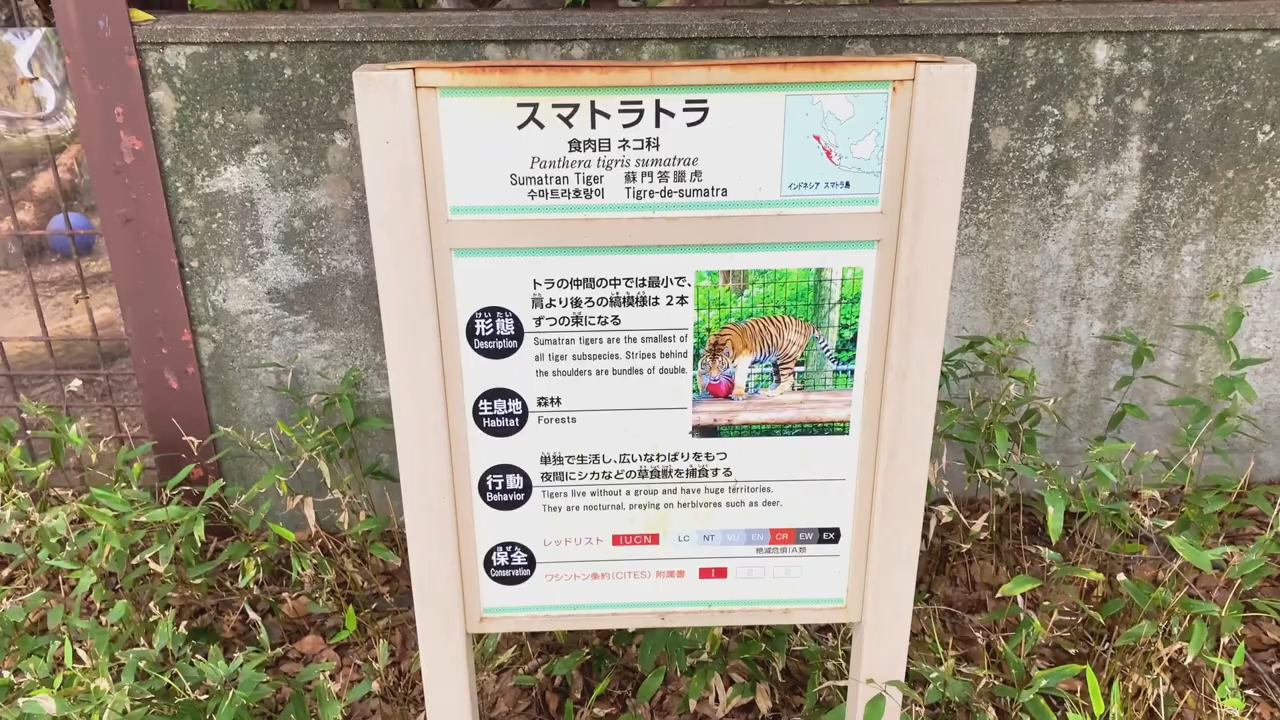 スマトラトラ
食肉目 ネコ科
Panthera tigris sumatrae
Sumatran Tiger 蘇門答臘虎
수마트라호랑이 Tigre-de-sumatra
インドネシア スマトラ島
けいたい
形態
Description
トラの仲間の中では最小で、
肩より後ろの縞模様は 2本
ずつの束になる
Sumatran tigers are the smallest of
all tiger subspecies. Stripes behind
the shoulders are bundles of double.
生息地
Habitat
森林
Forests
行動
Behavior
単独で生活し、広いなわばりをもつ
夜間にシカなどの草食獣を捕食する
Tigers live without a group and have huge territories.
They are nocturnal, preying on herbivores such as deer.
ほぜん
保全
Conservation
レッドリスト IUCN LC NT VU EN CR EW EX
絶滅危惧IA類
ワシントン条約(CITES) 附属書 I II III